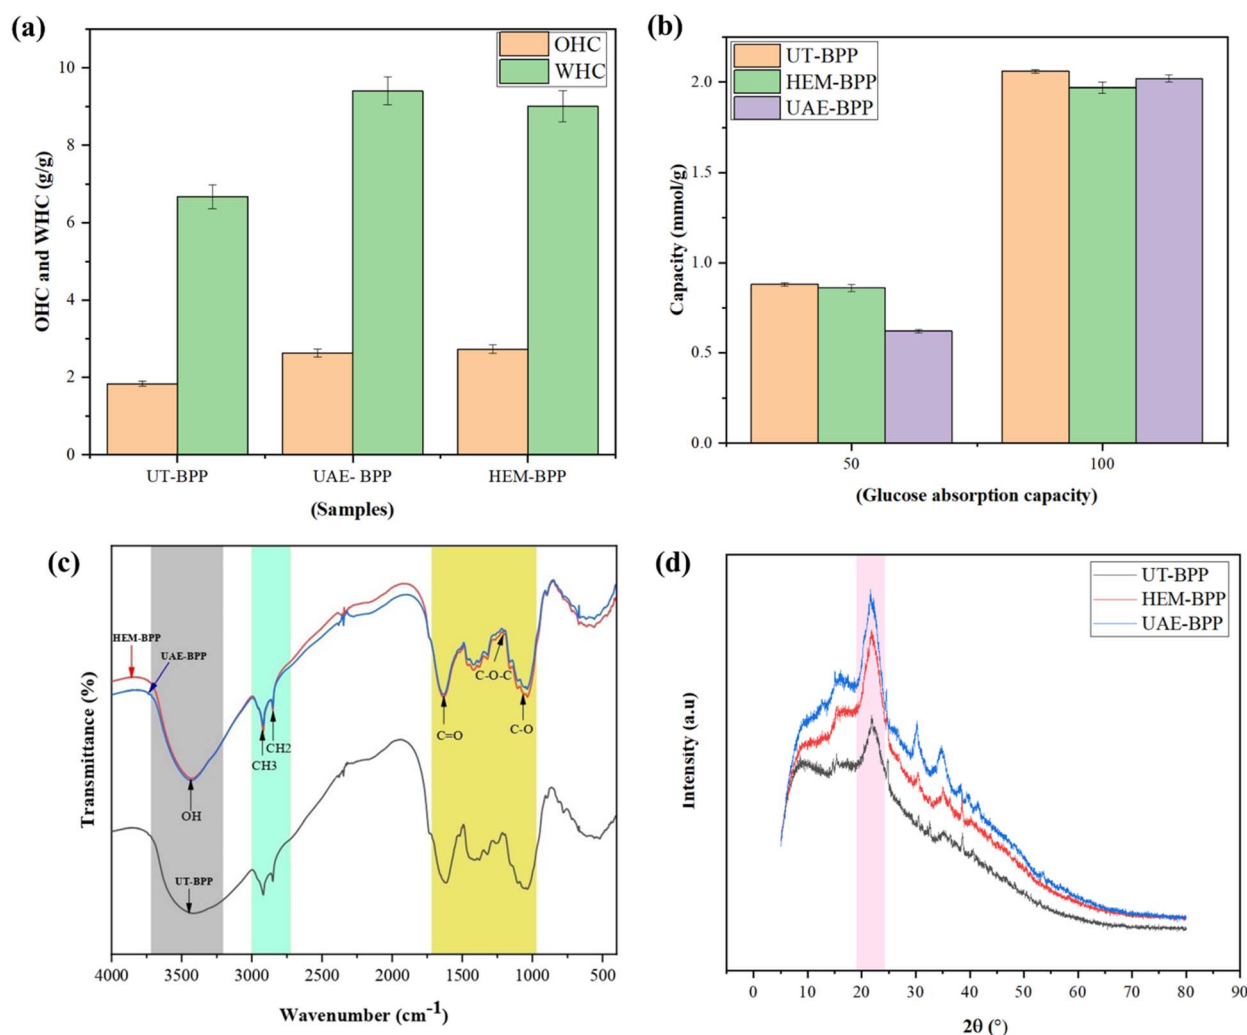 (a)
OHC
WHC
10
8
6
4
2
0
OHC and WHC (g/g)
UT-BPP
UAE- BPP
HEM-BPP
(Samples)
(b)
UT-BPP
HEM-BPP
UAE-BPP
2.0
1.5
1.0
0.5
0.0
Capacity (mmol/g)
50
100
(Glucose absorption capacity)
(c)
HEM-BPP
UAE-BPP
C-O-C
C=O
C-O
CH2
CH3
OH
UT-BPP
Transmittance (%)
4000
3500
3000
2500
2000
1500
1000
500
Wavenumber (cm-1)
(d)
UT-BPP
HEM-BPP
UAE-BPP
Intensity (a.u)
0
10
20
30
40
50
60
70
80
90
2θ (°)